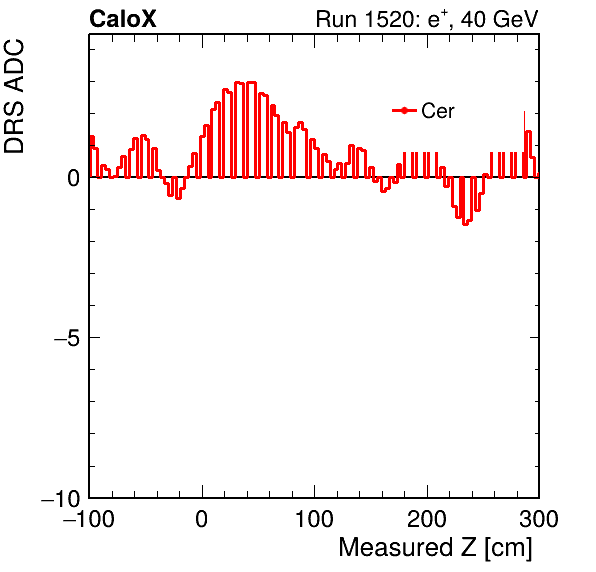 CaloX Run 1520: e⁺, 40 GeV
DRS ADC
Cer
0
−5
−10
−100 0 100 200 300
Measured Z [cm]